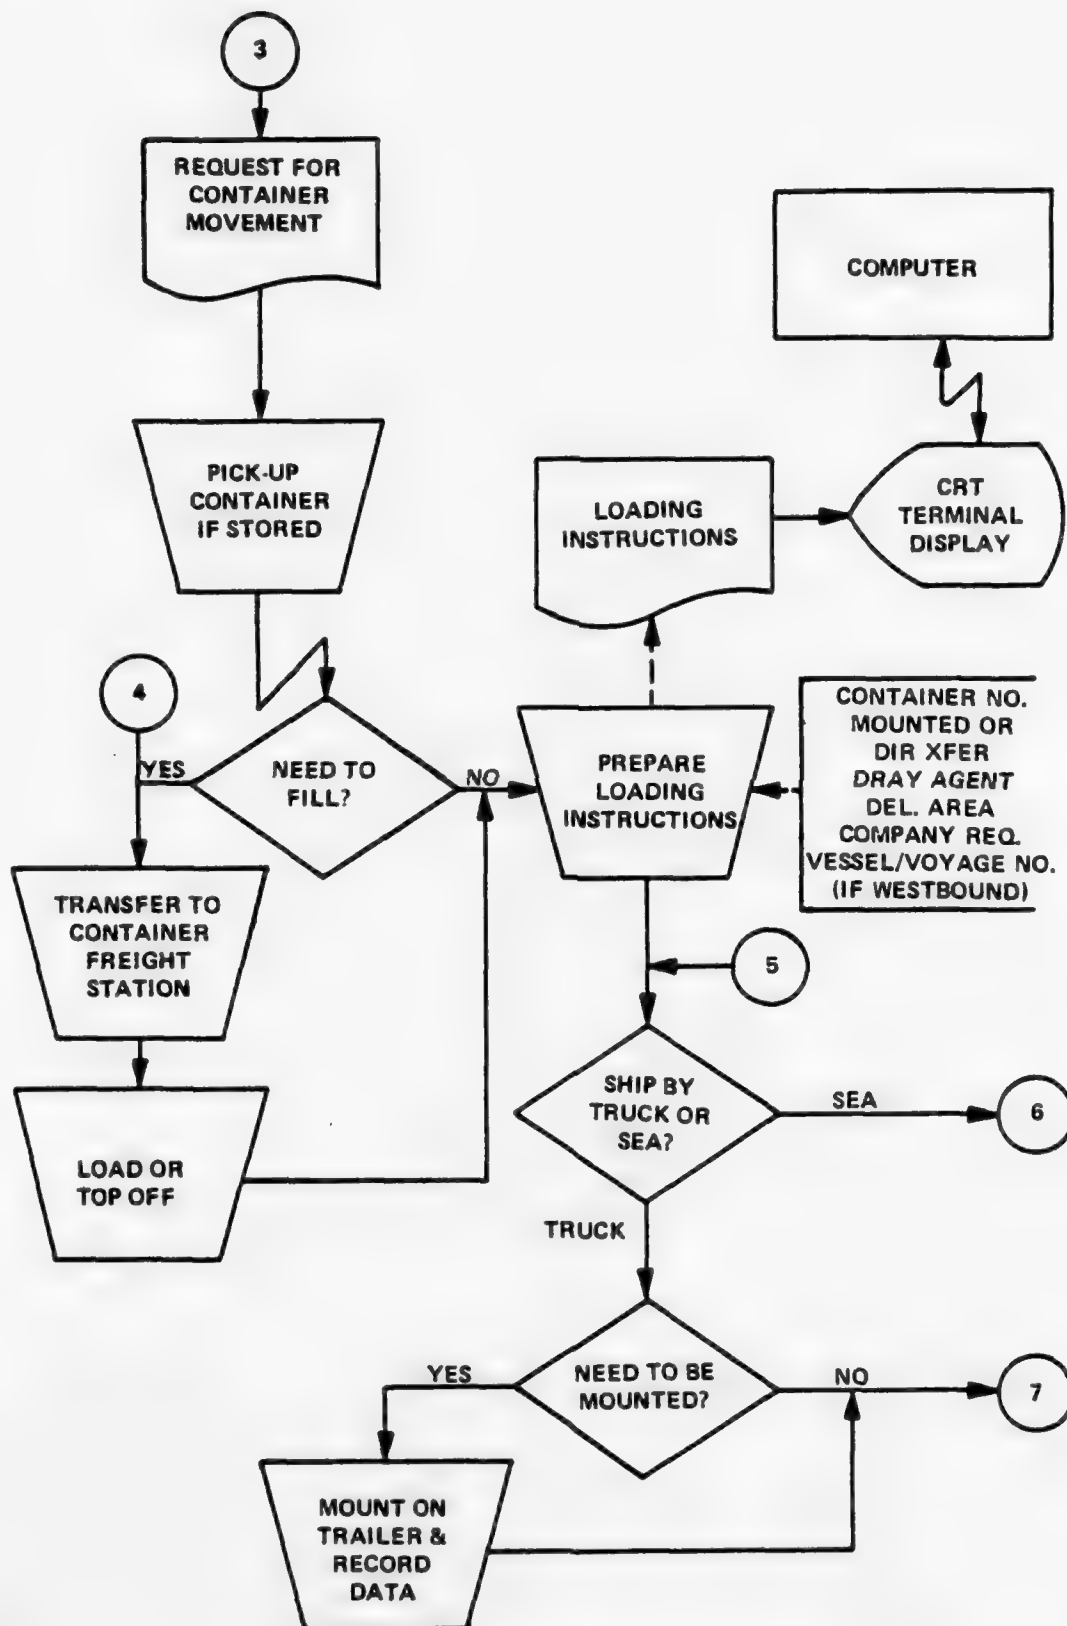 3
REQUEST FOR
CONTAINER
MOVEMENT
COMPUTER
PICK-UP
CONTAINER
IF STORED
LOADING
INSTRUCTIONS
CRT
TERMINAL
DISPLAY
4
YES
NEED TO
FILL?
NO
PREPARE
LOADING
INSTRUCTIONS
CONTAINER NO.
MOUNTED OR
DIR XFER
DRAY AGENT
DEL. AREA
COMPANY REQ.
VESSEL/VOYAGE NO.
(IF WESTBOUND)
TRANSFER TO
CONTAINER
FREIGHT
STATION
5
LOAD OR
TOP OFF
SHIP BY
TRUCK OR
SEA?
SEA
6
TRUCK
YES
NEED TO BE
MOUNTED?
NO
7
MOUNT ON
TRAILER &
RECORD
DATA